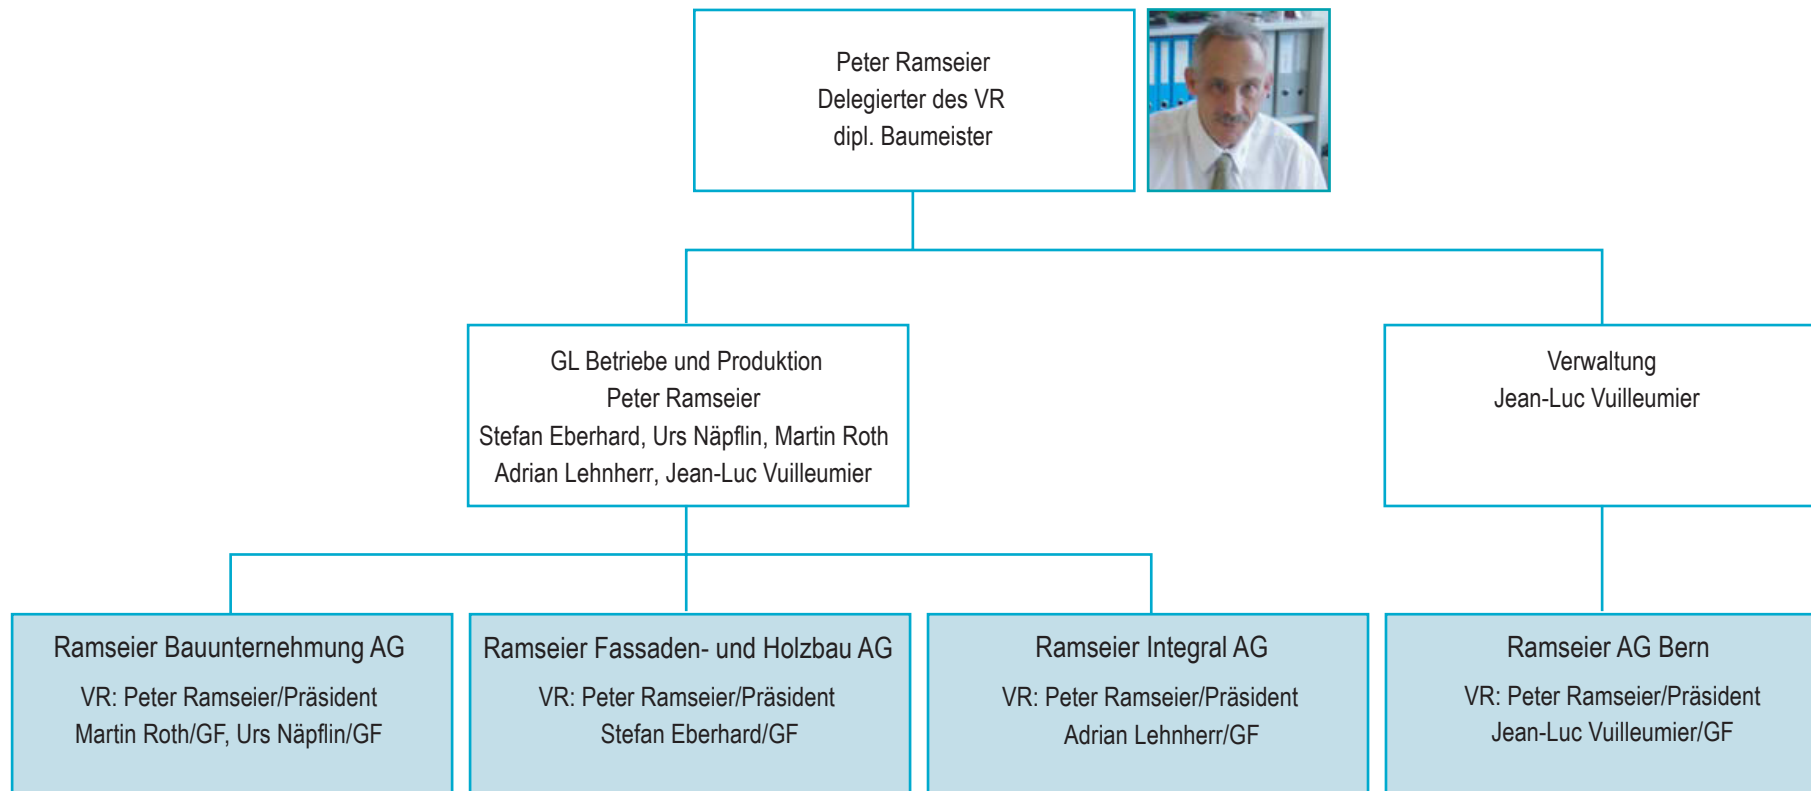 Peter Ramseier
Delegierter des VR
dipl. Baumeister
GL Betriebe und Produktion
Peter Ramseier
Stefan Eberhard, Urs Näpflin, Martin Roth
Adrian Lehnherr, Jean-Luc Vuilleumier
Verwaltung
Jean-Luc Vuilleumier
Ramseier Bauunternehmung AG
VR: Peter Ramseier/Präsident
Martin Roth/GF, Urs Näpflin/GF
Ramseier Fassaden- und Holzbau AG
VR: Peter Ramseier/Präsident
Stefan Eberhard/GF
Ramseier Integral AG
VR: Peter Ramseier/Präsident
Adrian Lehnherr/GF
Ramseier AG Bern
VR: Peter Ramseier/Präsident
Jean-Luc Vuilleumier/GF